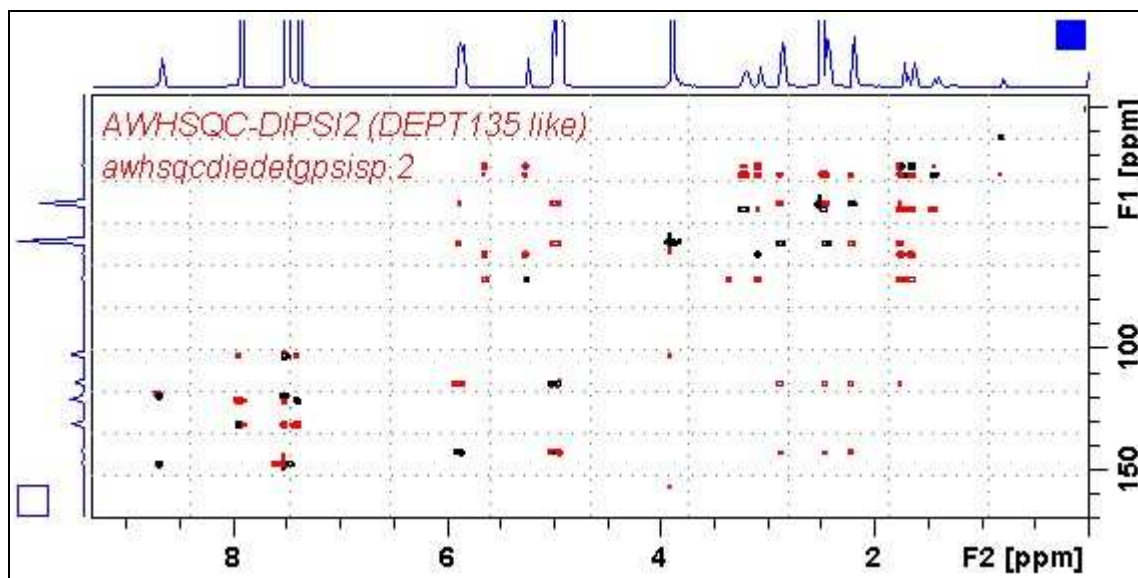 AWHSQC-DIPSI2 (DEPT135 like)
awhsqcdiedetgpsisp.2
F1 [ppm]
100
150
8
6
4
2
F2 [ppm]